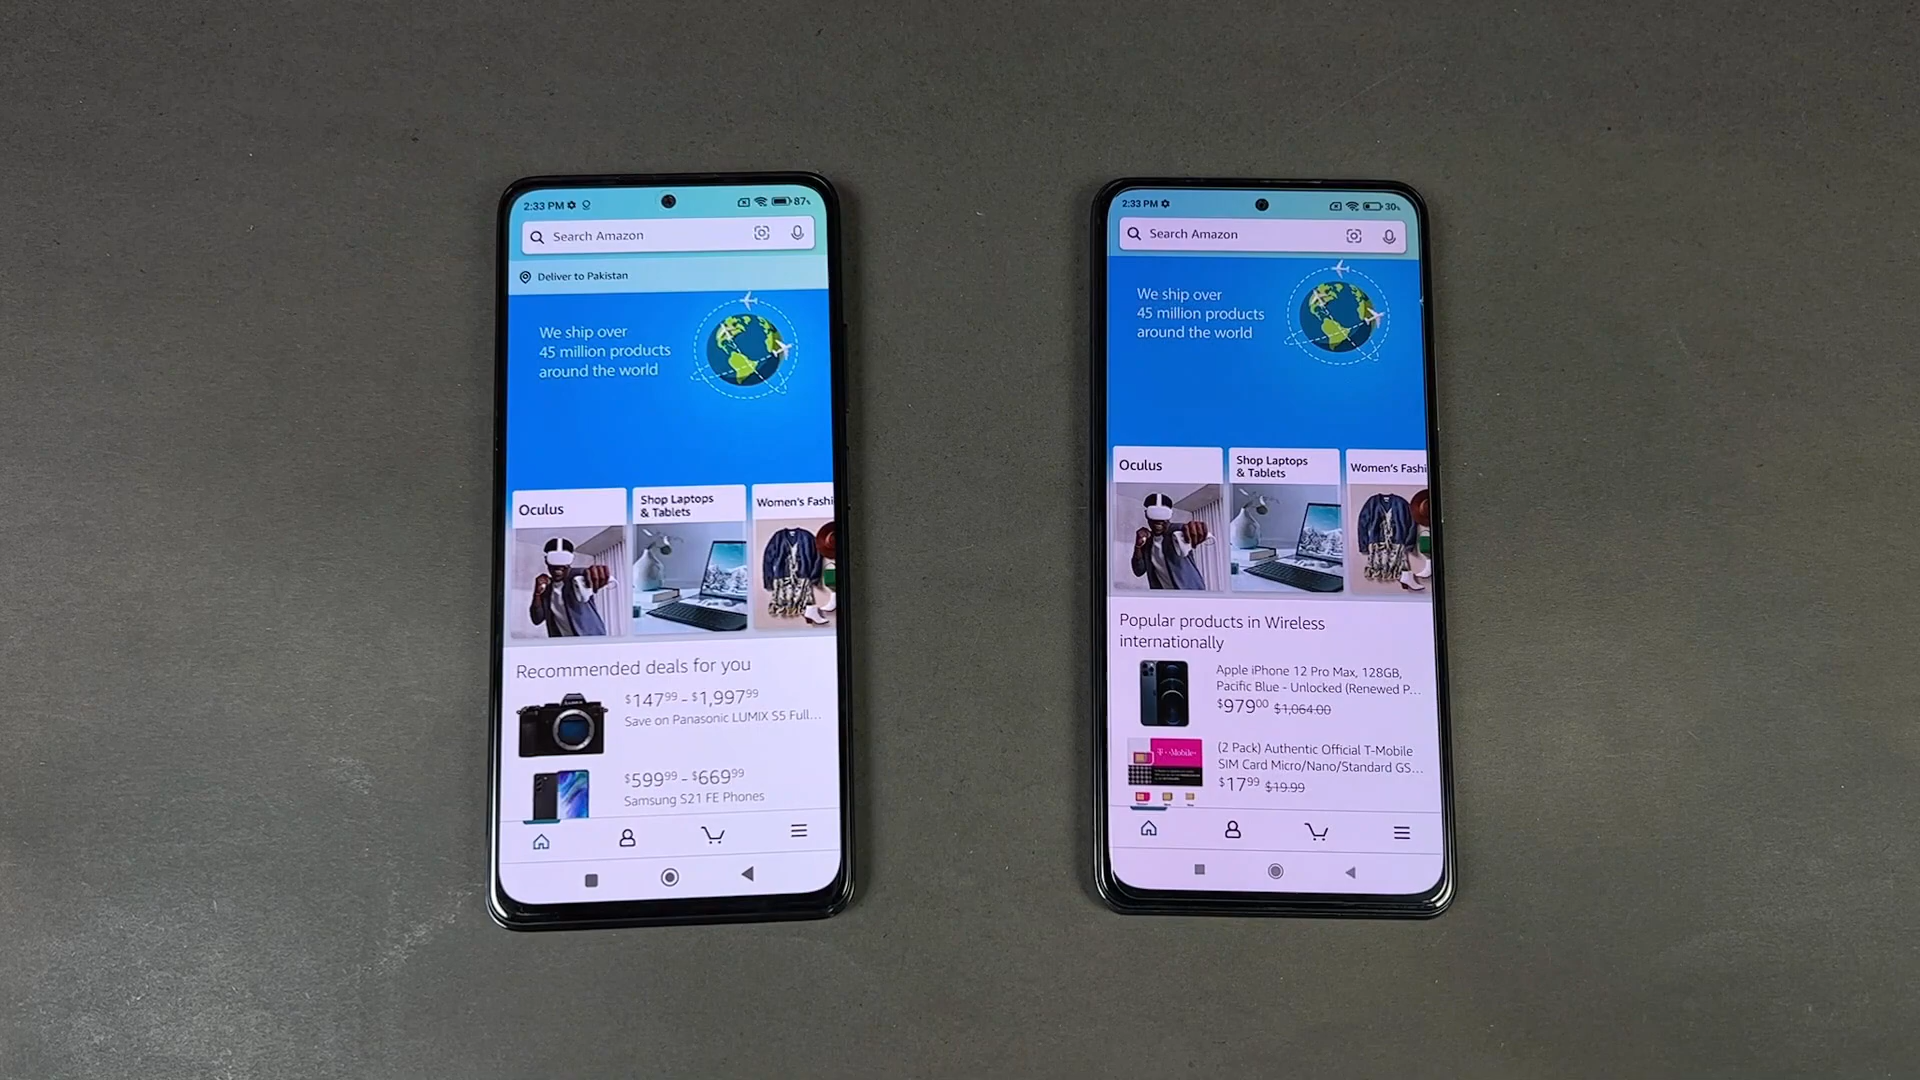 2:33 PM
87%
Search Amazon
Deliver to Pakistan
We ship over
45 million products
around the world
Oculus
Shop Laptops
& Tablets
Women's Fashi
Recommended deals for you
$147.99 - $1,997.99
Save on Panasonic LUMIX S5 Full...
$599.99 - $669.99
Samsung S21 FE Phones
2:33 PM
30%
Search Amazon
We ship over
45 million products
around the world
Oculus
Shop Laptops
& Tablets
Women's Fashi
Popular products in Wireless
internationally
Apple iPhone 12 Pro Max, 128GB,
Pacific Blue - Unlocked (Renewed P...
$979.00 $1,064.00
T-Mobile
(2 Pack) Authentic Official T-Mobile
SIM Card Micro/Nano/Standard GS...
$17.99 $19.99